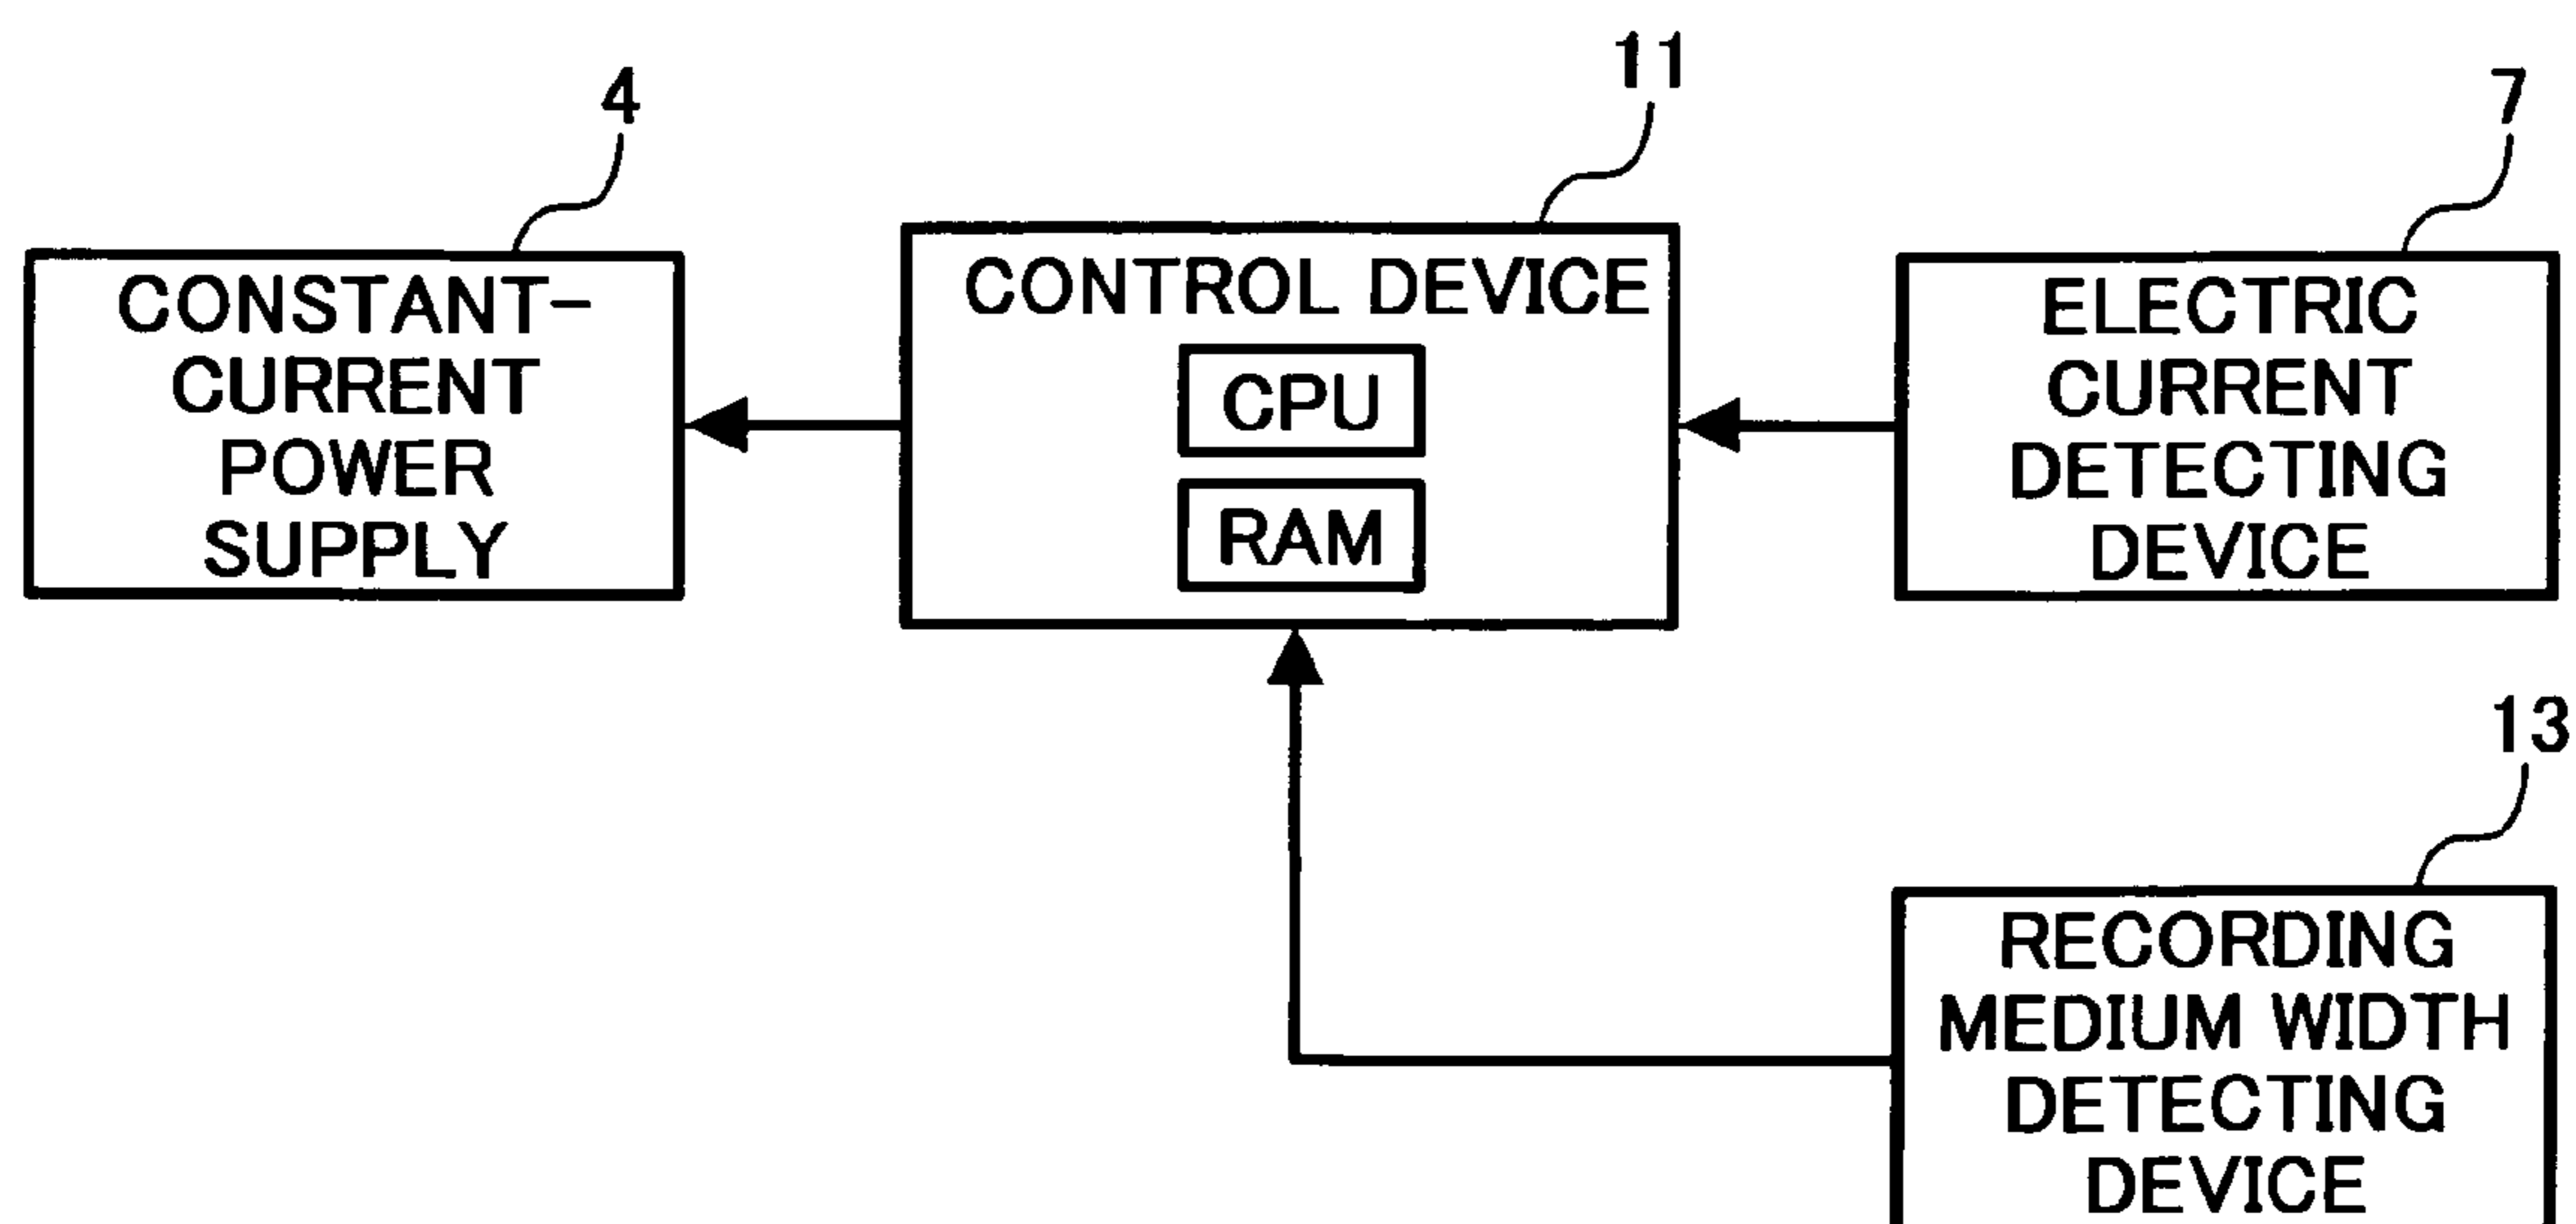 4
11
7
CONSTANT-
CURRENT
POWER
SUPPLY
CONTROL DEVICE
CPU
RAM
ELECTRIC
CURRENT
DETECTING
DEVICE
13
RECORDING
MEDIUM WIDTH
DETECTING
DEVICE